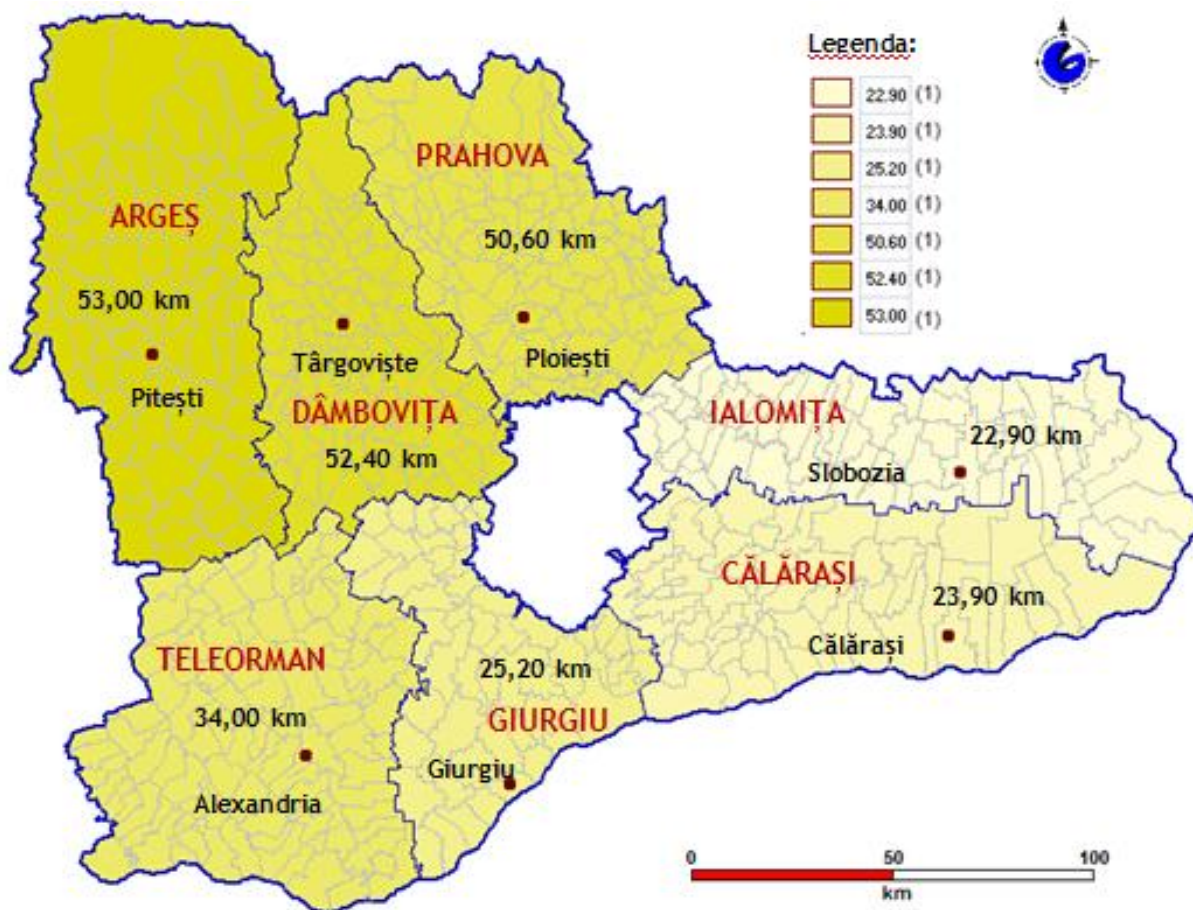 Legenda:
22.90 (1)
23.90 (1)
25.20 (1)
34.00 (1)
50.60 (1)
52.40 (1)
53.00 (1)
PRAHOVA
50,60 km
Ploiești
ARGEȘ
53,00 km
Pitești
Târgoviște
DÂMBOVIȚA
52,40 km
IALOMIȚA
22,90 km
Slobozia
CĂLĂRAȘI
23,90 km
Călărași
TELEORMAN
34,00 km
Alexandria
25,20 km
GIURGIU
Giurgiu
0 50 100
km